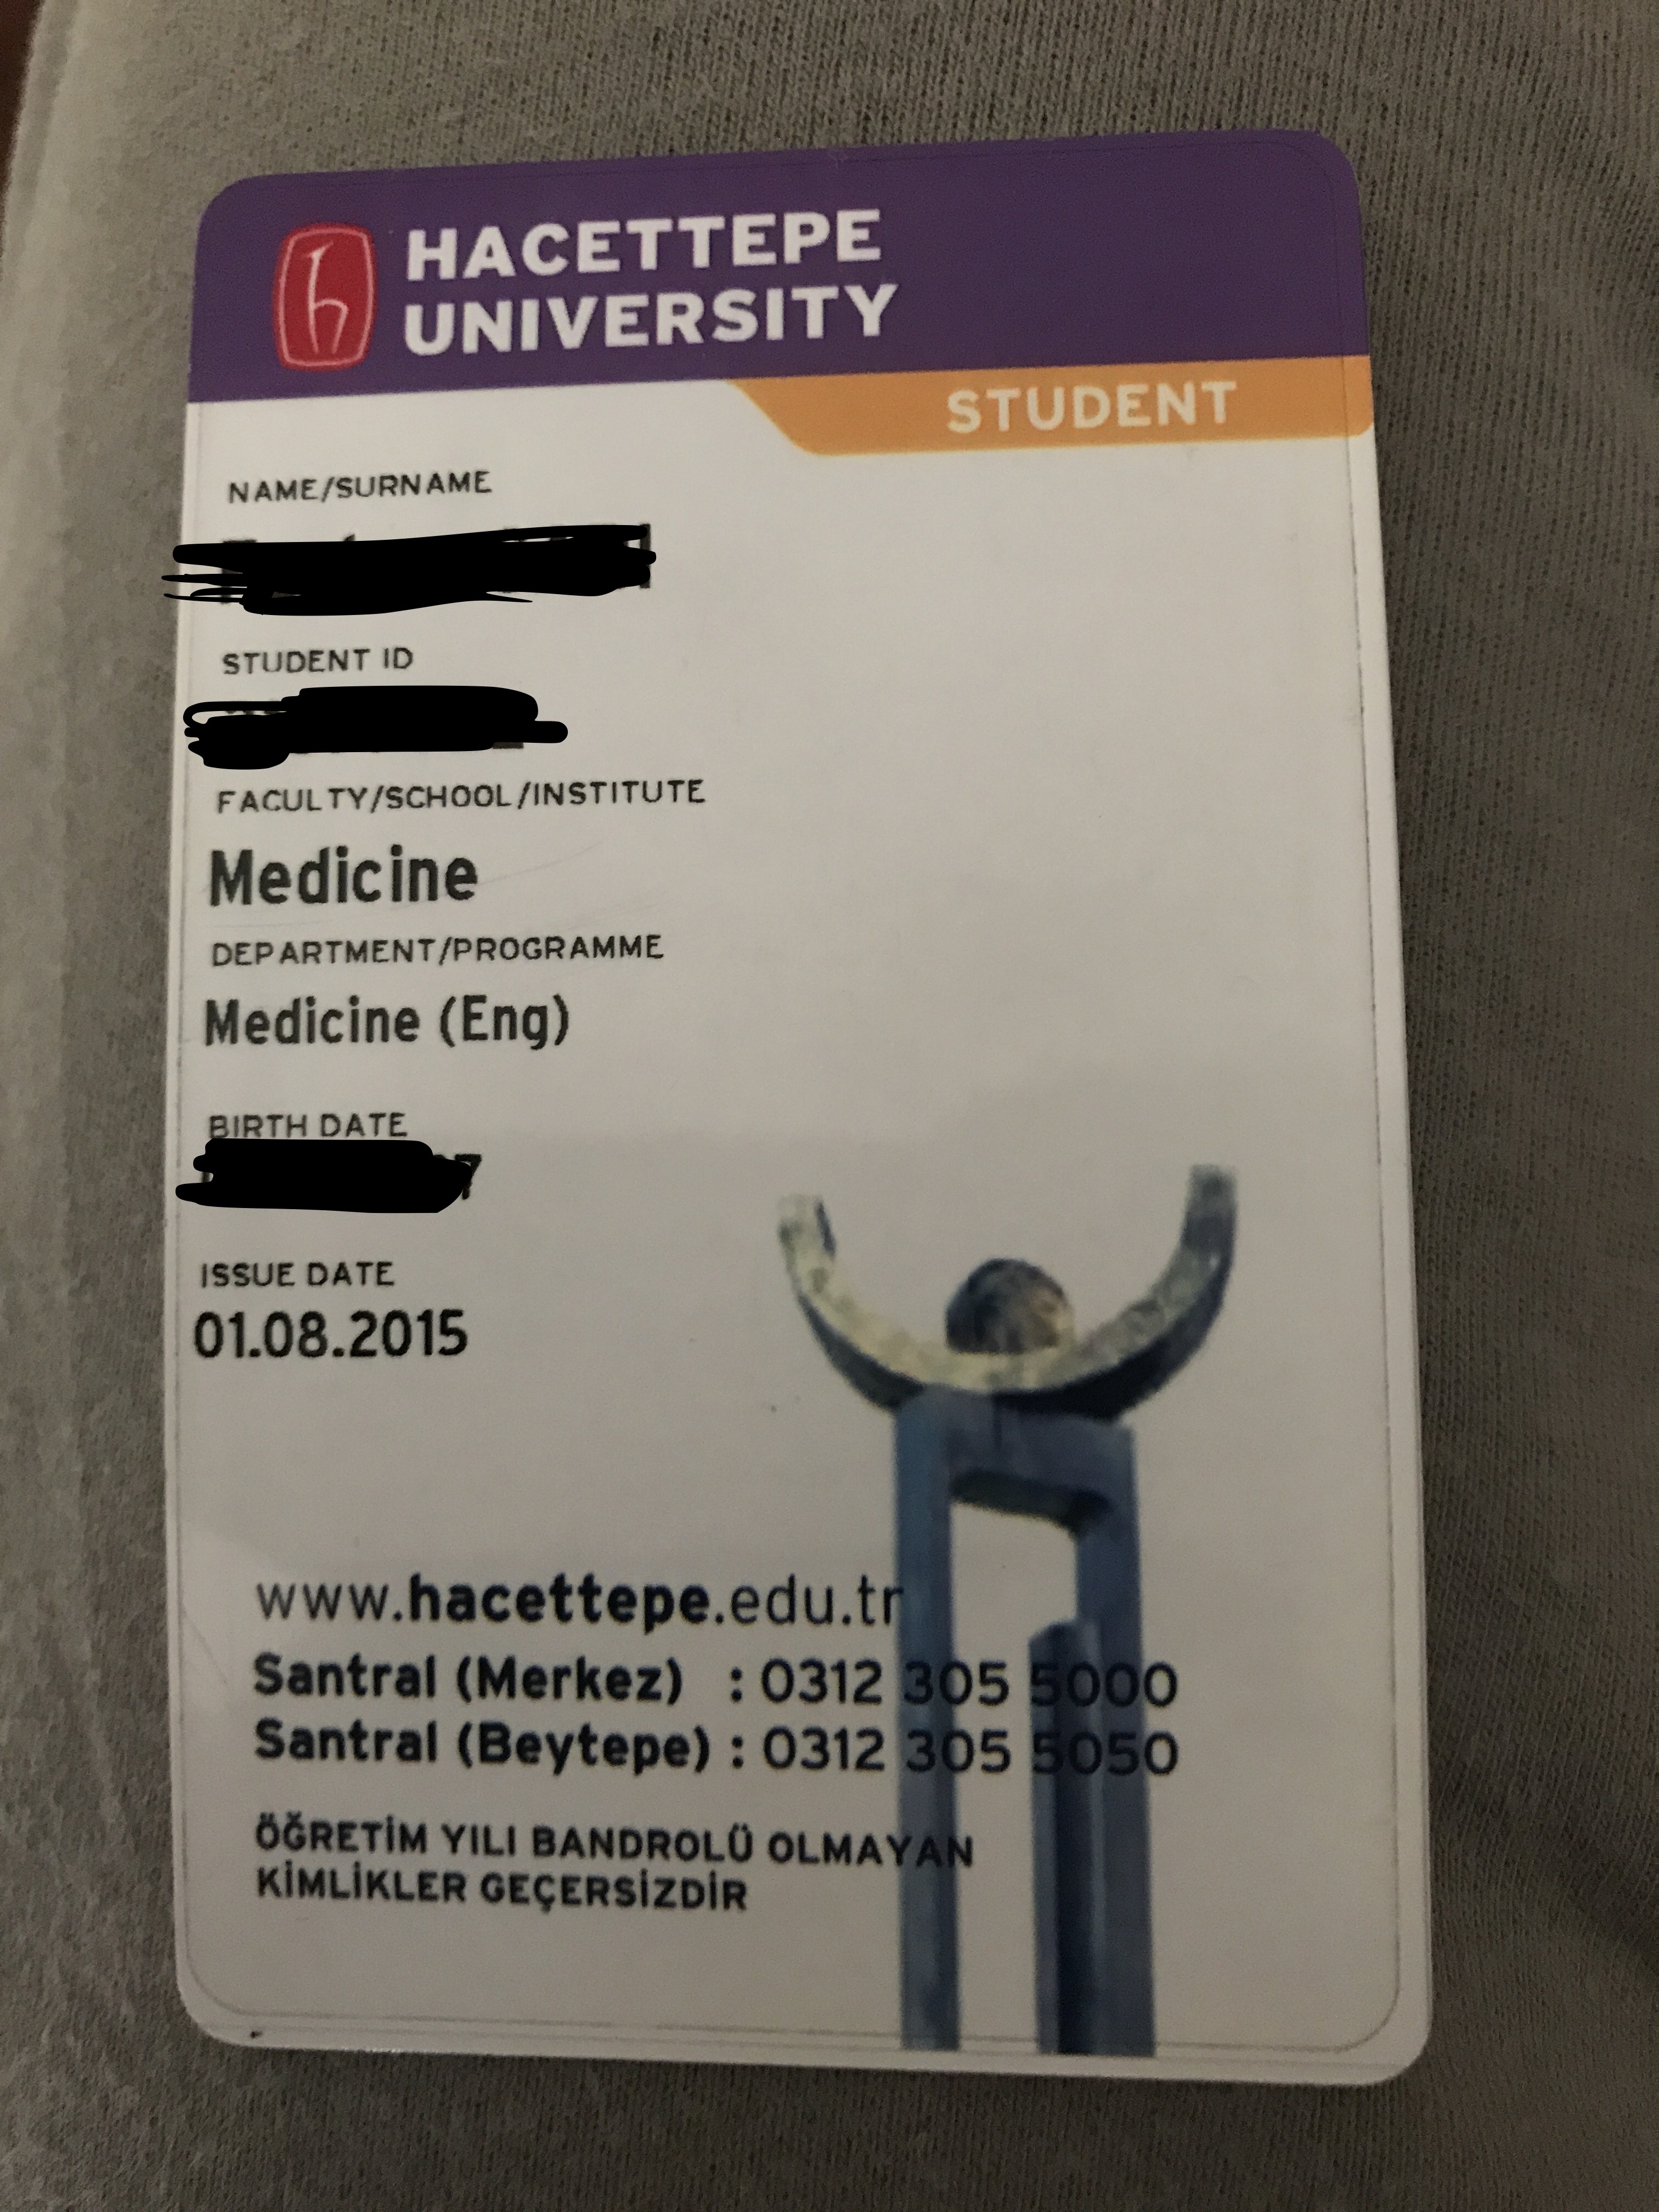 HACETTEPE
UNIVERSITY
STUDENT
NAME/SURNAME
STUDENT ID
FACULTY/SCHOOL/INSTITUTE
Medicine
DEPARTMENT/PROGRAMME
Medicine (Eng)
BIRTH DATE
7
ISSUE DATE
01.08.2015
www.hacettepe.edu.tr
Santral (Merkez) : 0312 305 5000
Santral (Beytepe) : 0312 305 5050
ÖĞRETİM YILI BANDROLÜ OLMAYAN
KİMLİKLER GEÇERSİZDİR